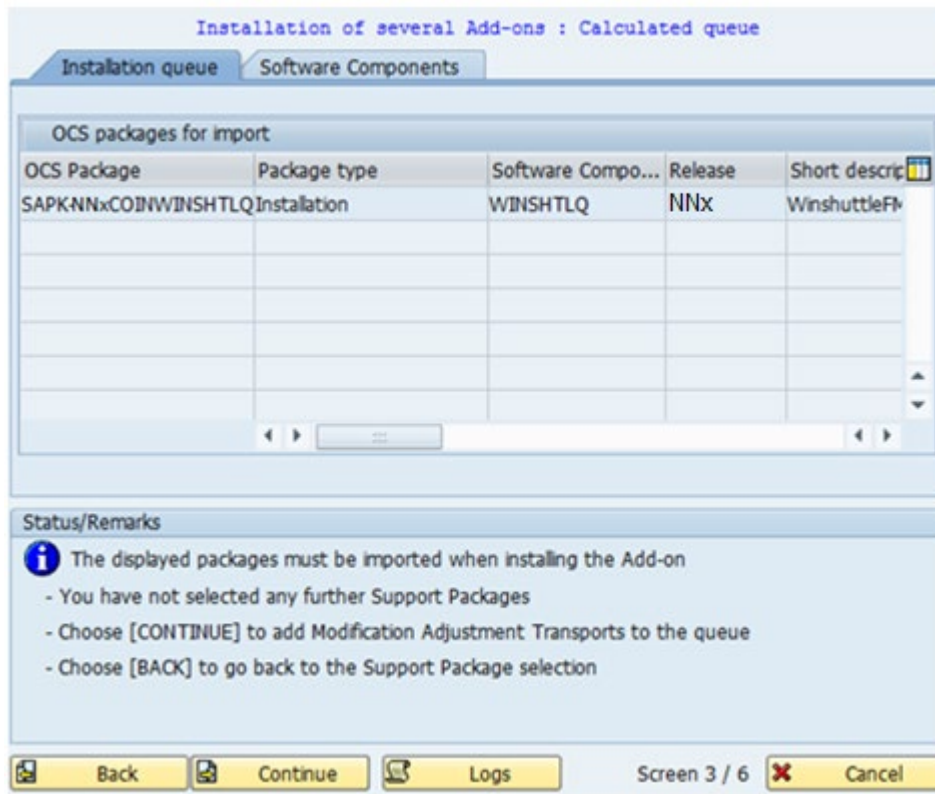 Installation of several Add-ons : Calculated queue
Installation queue Software Components
OCS packages for import
OCS Package Package type Software Compo... Release Short descrip
SAPK-NNxCOINWINSHTLQ Installation WINSHTLQ NNx WinshuttleFM
Status/Remarks
The displayed packages must be imported when installing the Add-on
- You have not selected any further Support Packages
- Choose [CONTINUE] to add Modification Adjustment Transports to the queue
- Choose [BACK] to go back to the Support Package selection
Back Continue Logs Screen 3 / 6 Cancel